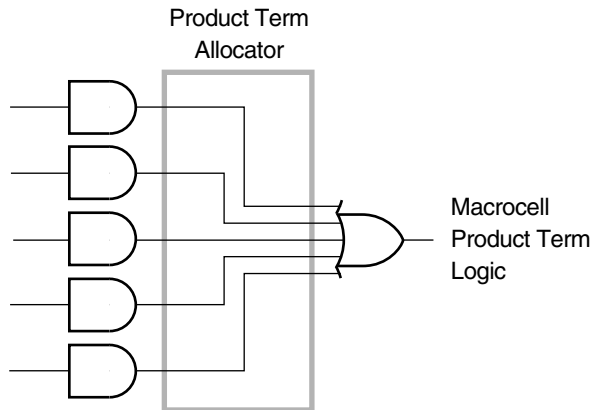 Product Term
Allocator
Macrocell
Product Term
Logic